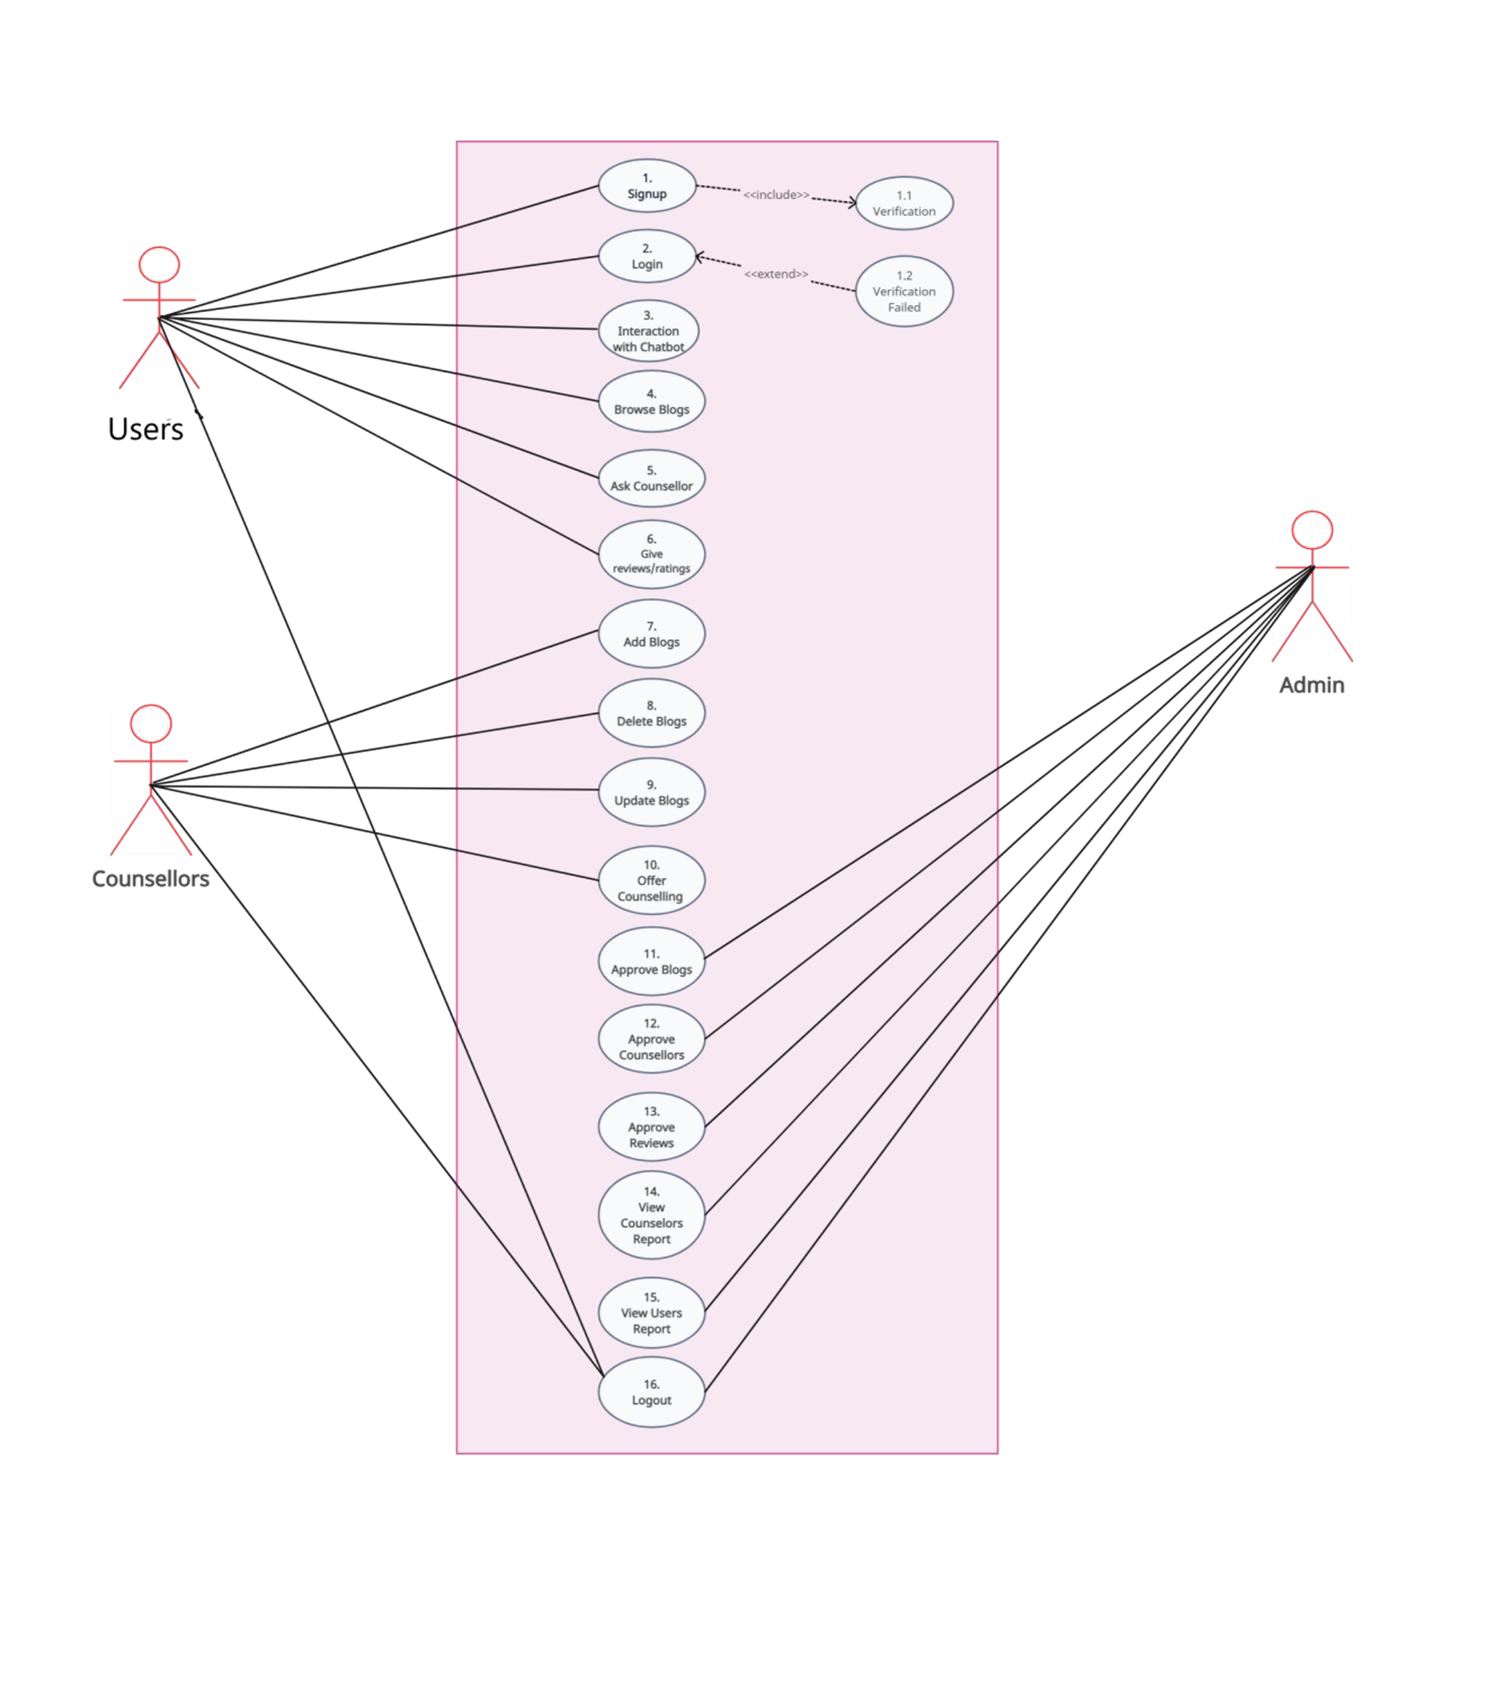 1.
Signup
<<include>>
1.1
Verification
2.
Login
<<extend>>
1.2
Verification
Failed
3.
Interaction
with Chatbot
4.
Browse Blogs
Users
5.
Ask Counsellor
6.
Give
reviews/ratings
7.
Add Blogs
Admin
8.
Delete Blogs
9.
Update Blogs
Counsellors
10.
Offer
Counselling
11.
Approve Blogs
12.
Approve
Counsellors
13.
Approve
Reviews
14.
View
Counselors
Report
15.
View Users
Report
16.
Logout